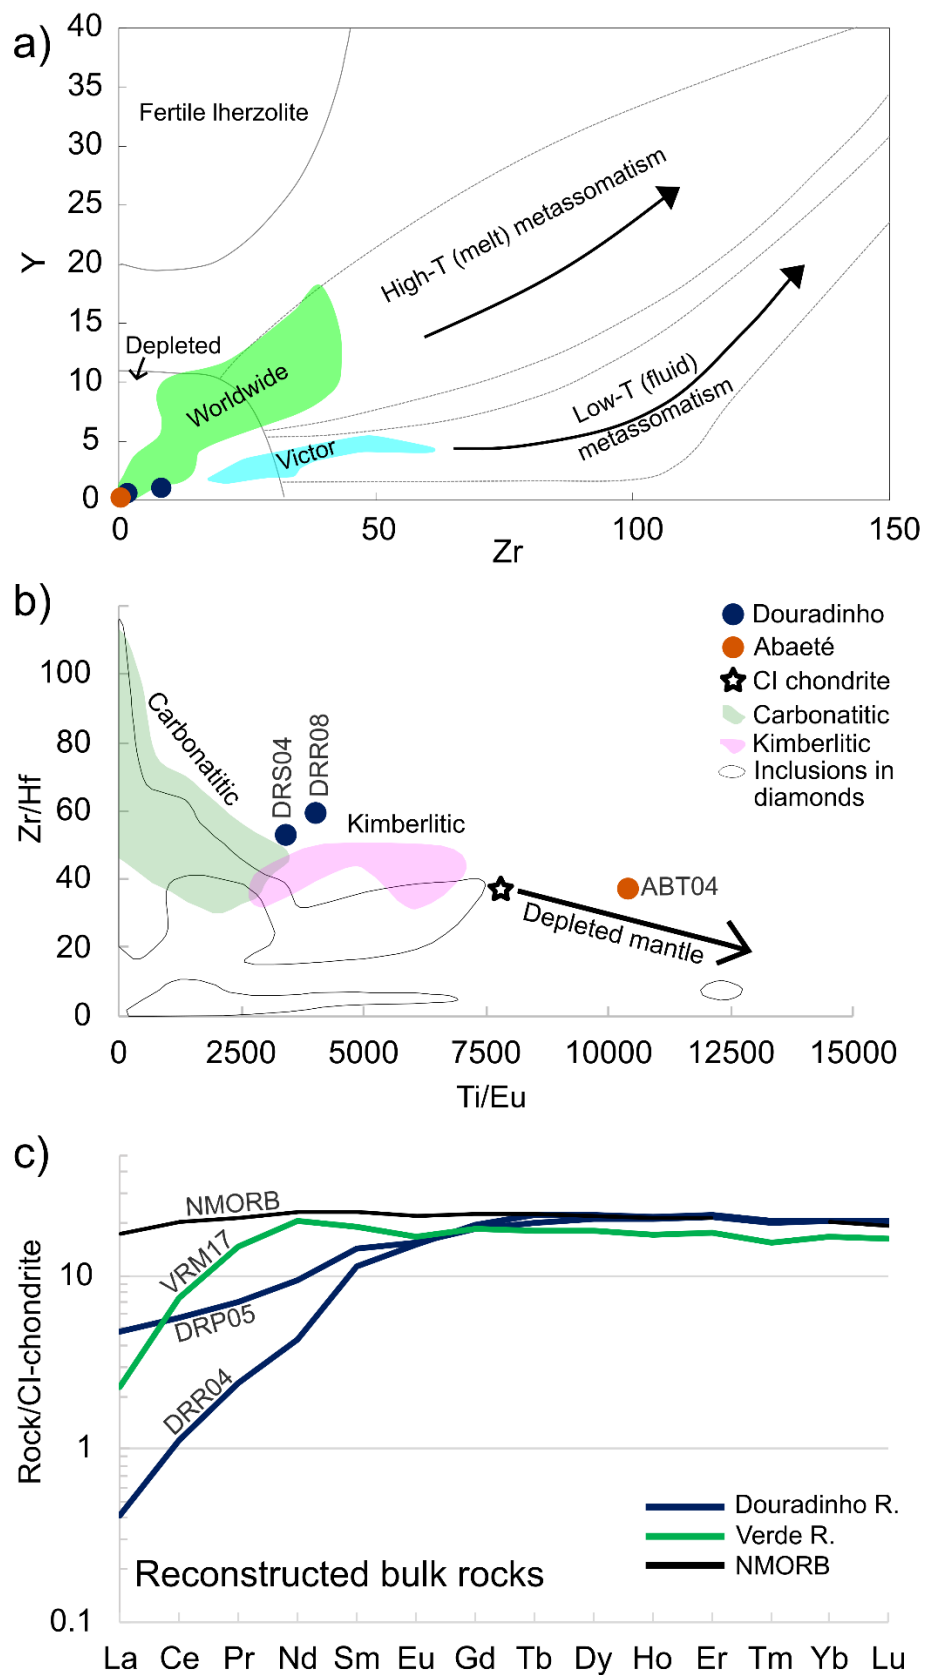 a)
40
35
30
25
20
15
10
5
0
Y
Fertile lherzolite
Depleted
Worldwide
Victor
High-T (melt) metassomatism
Low-T (fluid)
metassomatism
0
50
100
150
Zr
b)
100
80
60
40
20
0
Zr/Hf
Carbonatitic
DRS04
DRR08
Kimberlitic
ABT04
Depleted mantle
Douradinho
Abaeté
CI chondrite
Carbonatitic
Kimberlitic
Inclusions in
diamonds
0
2500
5000
7500
10000
12500
15000
Ti/Eu
c)
10
1
0.1
Rock/CI-chondrite
NMORB
VRM17
DRP05
DRR04
Douradinho R.
Verde R.
NMORB
Reconstructed bulk rocks
La Ce Pr Nd Sm Eu Gd Tb Dy Ho Er Tm Yb Lu